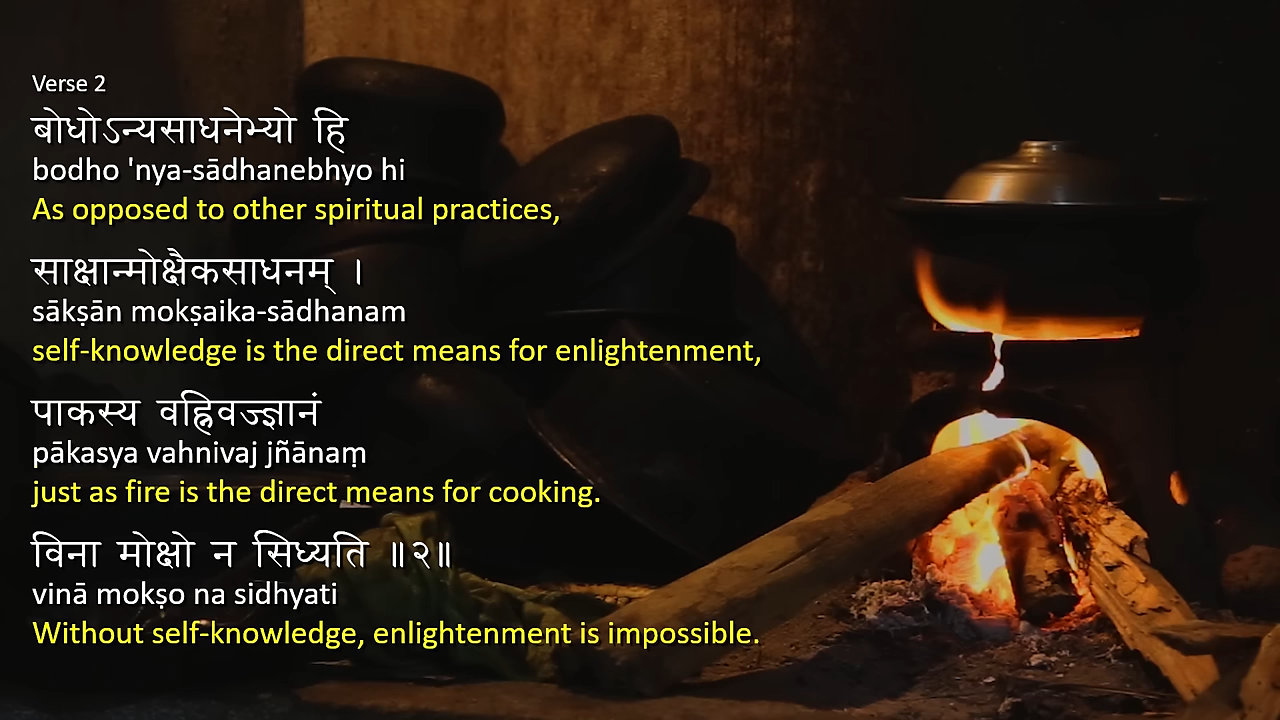 Verse 2
बोधोऽन्यसाधनेभ्यो हि
bodho 'nya-sādhanebhyo hi
As opposed to other spiritual practices,
साक्षान्मोक्षैकसाधनम् ।
sākṣān mokṣaika-sādhanam
self-knowledge is the direct means for enlightenment,
पाकस्य वह्निवज्ज्ञानं
pākasya vahnivaj jñānaṃ
just as fire is the direct means for cooking.
विना मोक्षो न सिध्यति ॥२॥
vinā mokṣo na sidhyati
Without self-knowledge, enlightenment is impossible.